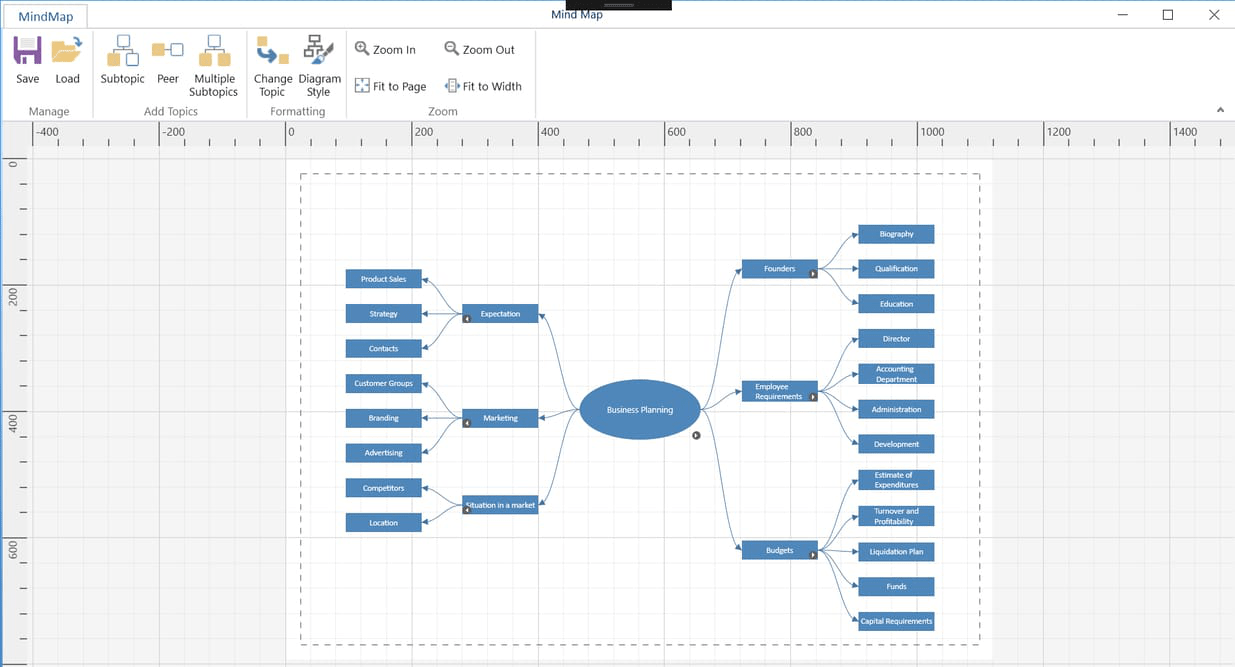 MindMap
Mind Map
Save
Load
Subtopic
Peer
Multiple
Subtopics
Change
Topic
Diagram
Style
Zoom In
Zoom Out
Fit to Page
Fit to Width
Manage
Add Topics
Formatting
Zoom
-400
-200
0
200
400
600
800
1000
1200
1400
0
200
400
600
Product Sales
Strategy
Contacts
Expectation
Customer Groups
Branding
Advertising
Marketing
Competitors
Location
Situation in a market
Business Planning
Founders
Biography
Qualification
Education
Employee
Requirements
Director
Accounting
Department
Administration
Development
Budgets
Estimate of
Expenditures
Turnover and
Profitability
Liquidation Plan
Funds
Capital Requirements